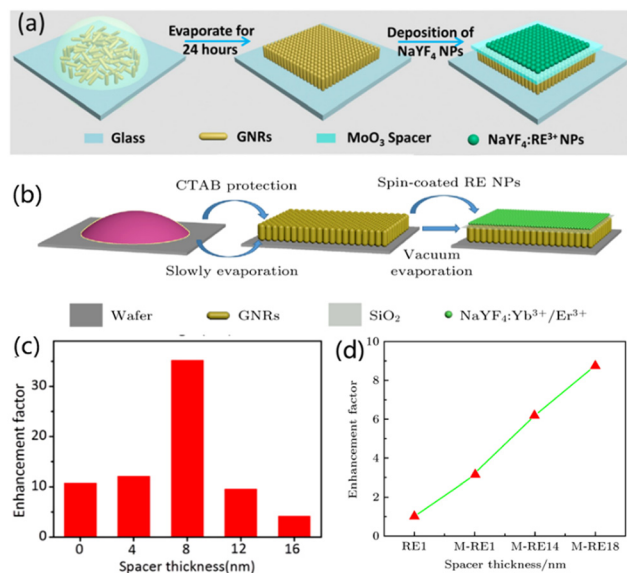 (a)
Evaporate for
24 hours
Deposition of
NaYF₄ NPs
Glass
GNRs
MoO₃ Spacer
NaYF₄:RE³⁺ NPs
(b)
CTAB protection
Spin-coated RE NPs
Slowly evaporation
Vacuum
evaporation
Wafer
GNRs
SiO₂
NaYF₄:Yb³⁺/Er³⁺
(c)
Enhancement factor
30
20
10
0
0 4 8 12 16
Spacer thickness(nm)
(d)
Enhancement factor
10
8
6
4
2
0
RE1 M-RE1 M-RE14 M-RE18
Spacer thickness/nm